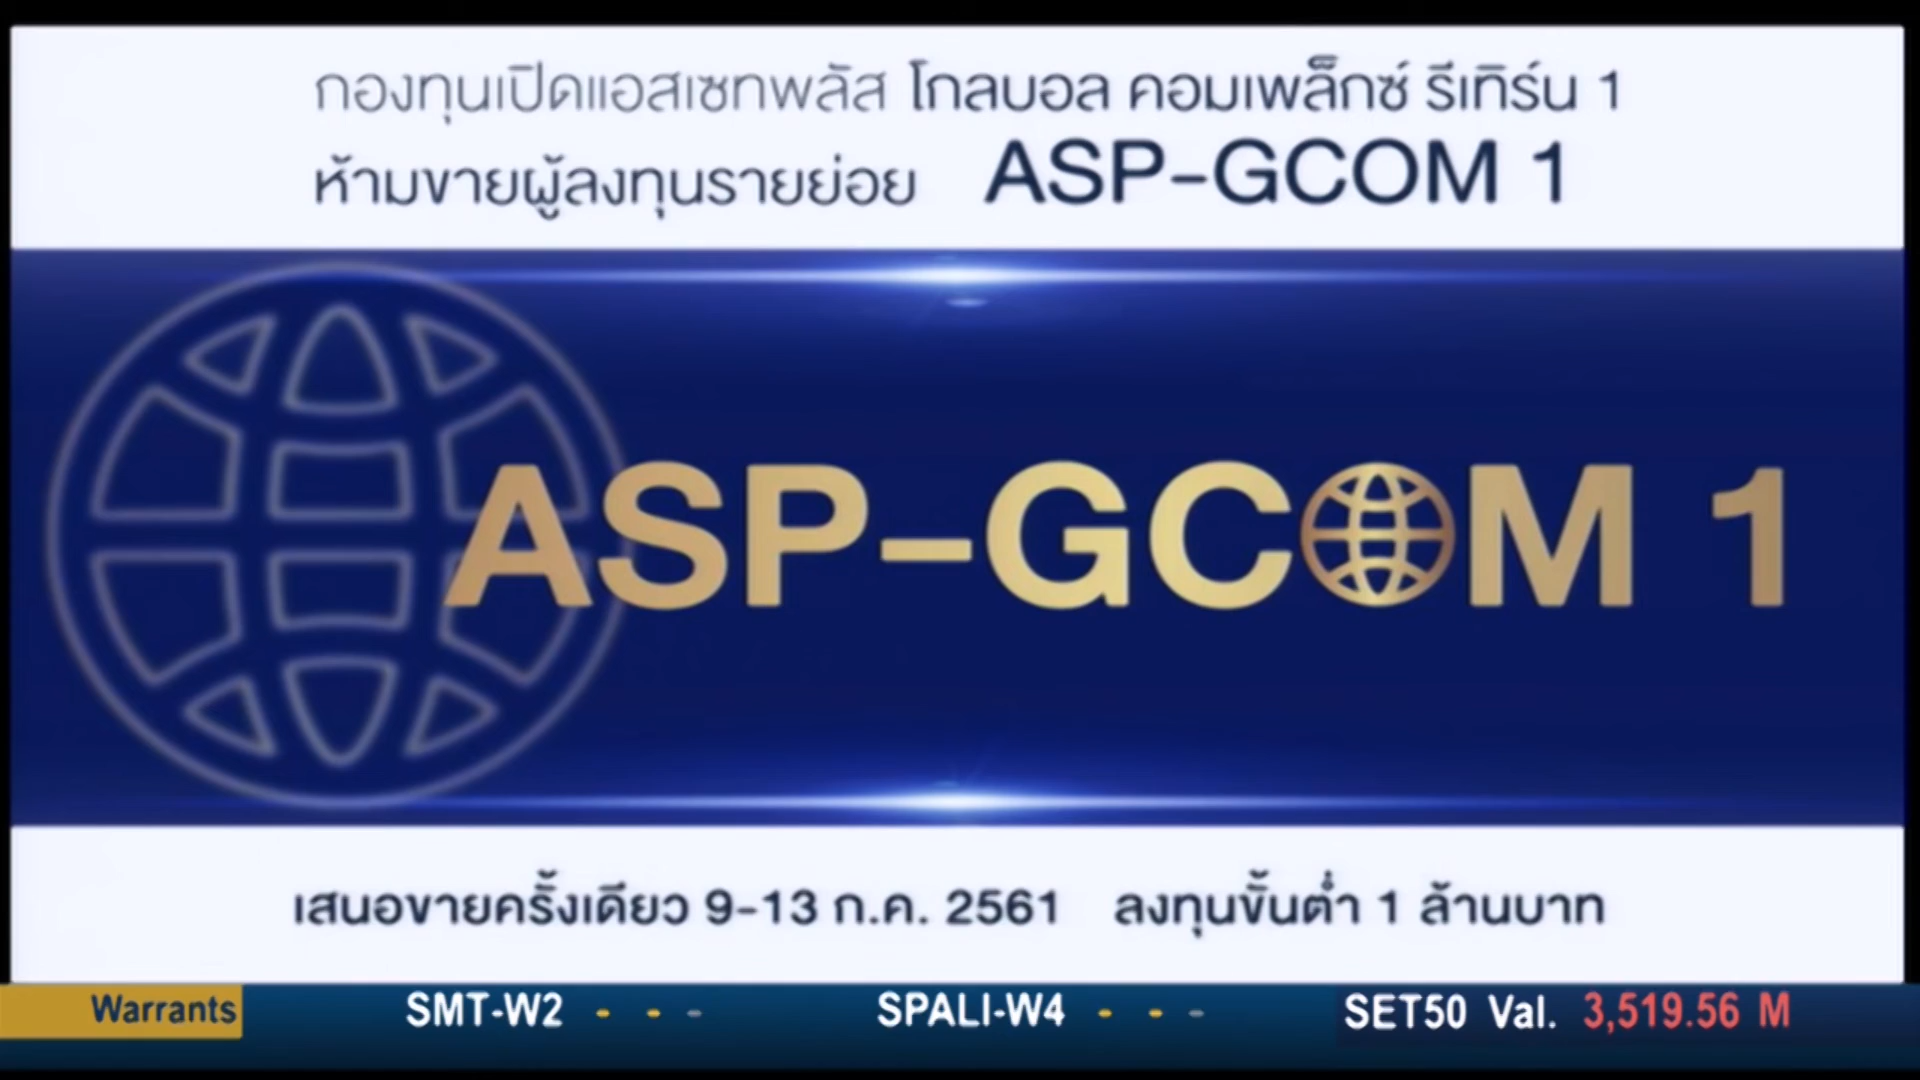 กองทุนเปิดแอสเซทพลัส โกลบอล คอมเพล็กซ์ รีเทิร์น 1
ห้ามขายผู้ลงทุนรายย่อย ASP-GCOM 1
ASP-GCOM 1
เสนอขายครั้งเดียว 9-13 ก.ค. 2561 ลงทุนขั้นต่ำ 1 ล้านบาท
Warrants SMT-W2 - - - SPALI-W4 - - - SET50 Val. 3,519.56 M